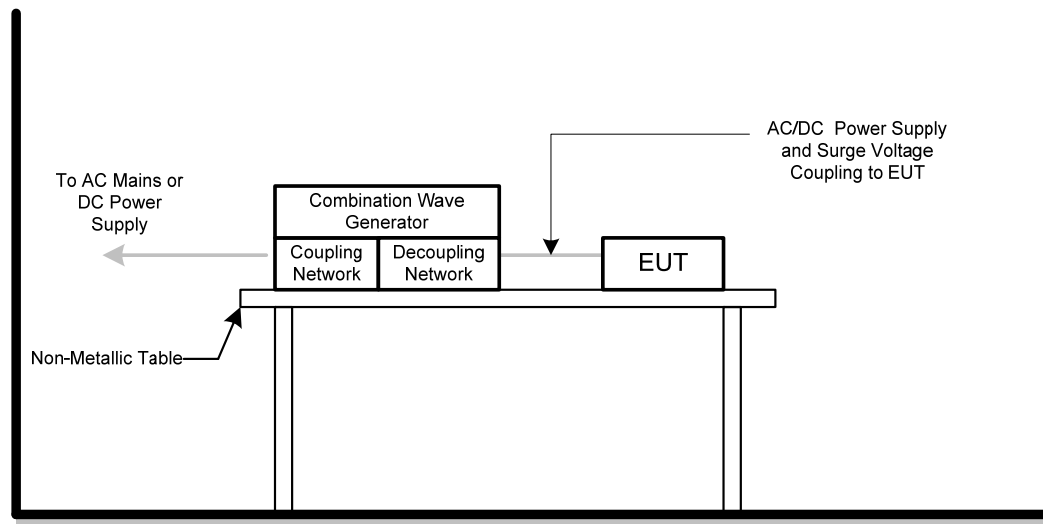 AC/DC Power Supply
and Surge Voltage
Coupling to EUT
To AC Mains or
DC Power
Supply
Combination Wave
Generator
Coupling
Network
Decoupling
Network
EUT
Non-Metallic Table